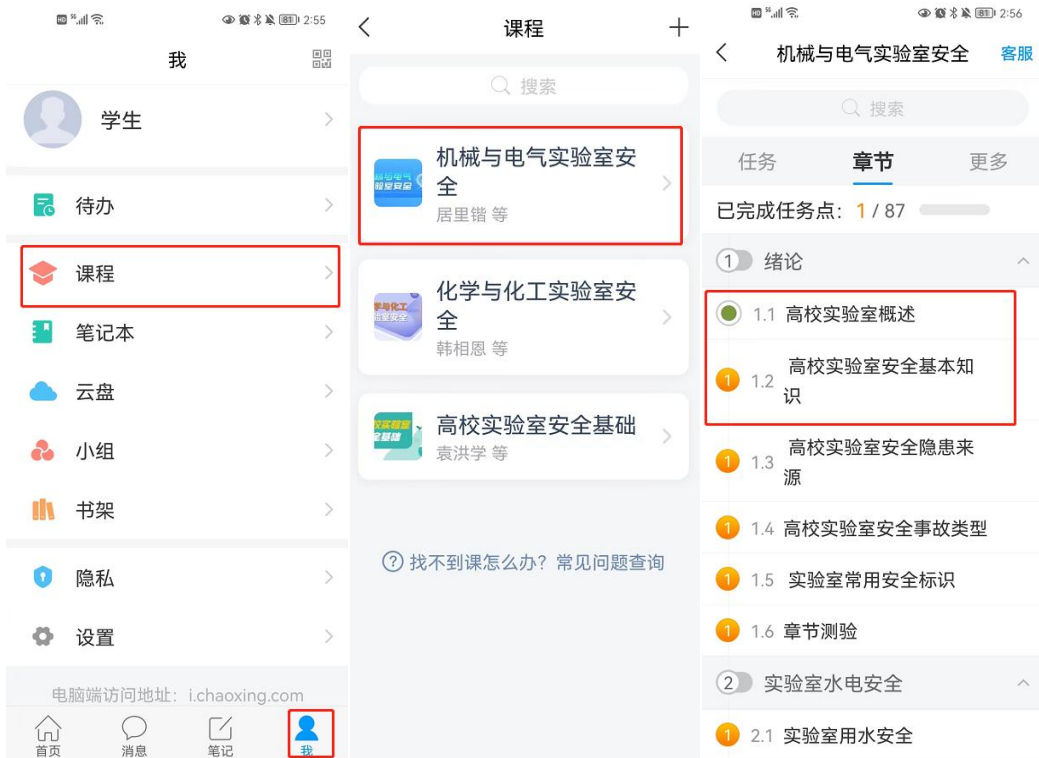 HD 5G 81 2:55
我
学生
待办
课程
笔记本
云盘
小组
书架
隐私
设置
电脑端访问地址：i.chaoxing.com
首页
消息
笔记
我
课程
搜索
机械与电气实验室安
全
居里锴 等
化学与化工实验室安
全
韩相恩 等
高校实验室安全基础
袁洪学 等
找不到课怎么办？常见问题查询
HD 5G 81 2:56
机械与电气实验室安全 客服
搜索
任务 章节 更多
已完成任务点：1 / 87
1 绪论
1.1 高校实验室概述
1 1.2 高校实验室安全基本知
识
1 1.3 高校实验室安全隐患来
源
1 1.4 高校实验室安全事故类型
1 1.5 实验室常用安全标识
1 1.6 章节测验
2 实验室水电安全
1 2.1 实验室用水安全